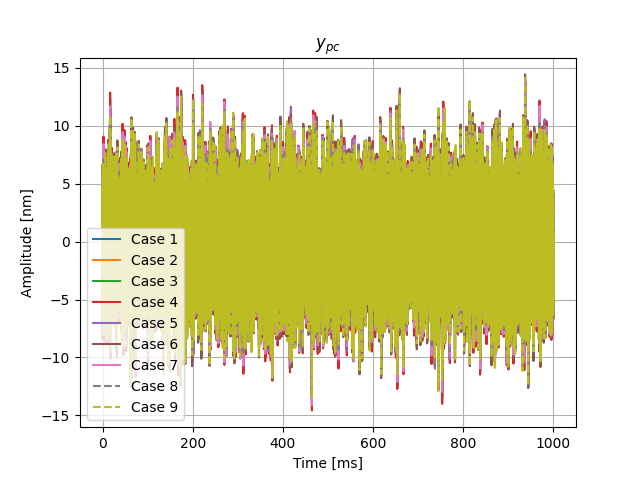 y_pc
15
10
5
0
−5
−10
−15
Amplitude [nm]
Case 1
Case 2
Case 3
Case 4
Case 5
Case 6
Case 7
Case 8
Case 9
0 200 400 600 800 1000
Time [ms]